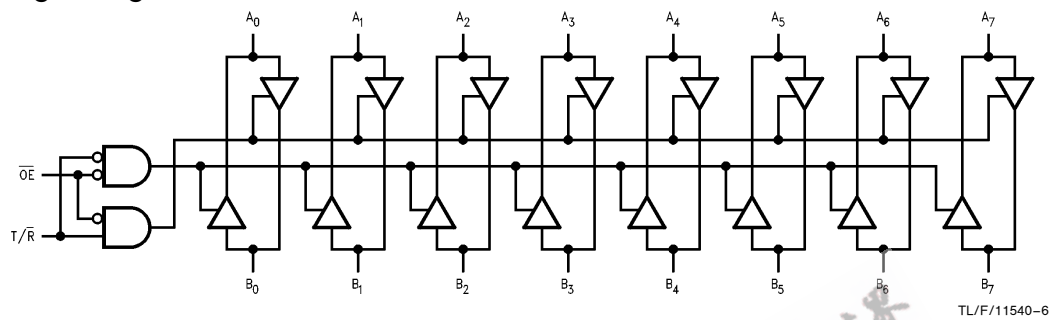 A₀ A₁ A₂ A₃ A₄ A₅ A₆ A₇
O̅E̅
T/R̅
B₀ B₁ B₂ B₃ B₄ B₅ B₆ B₇
TL/F/11540–6